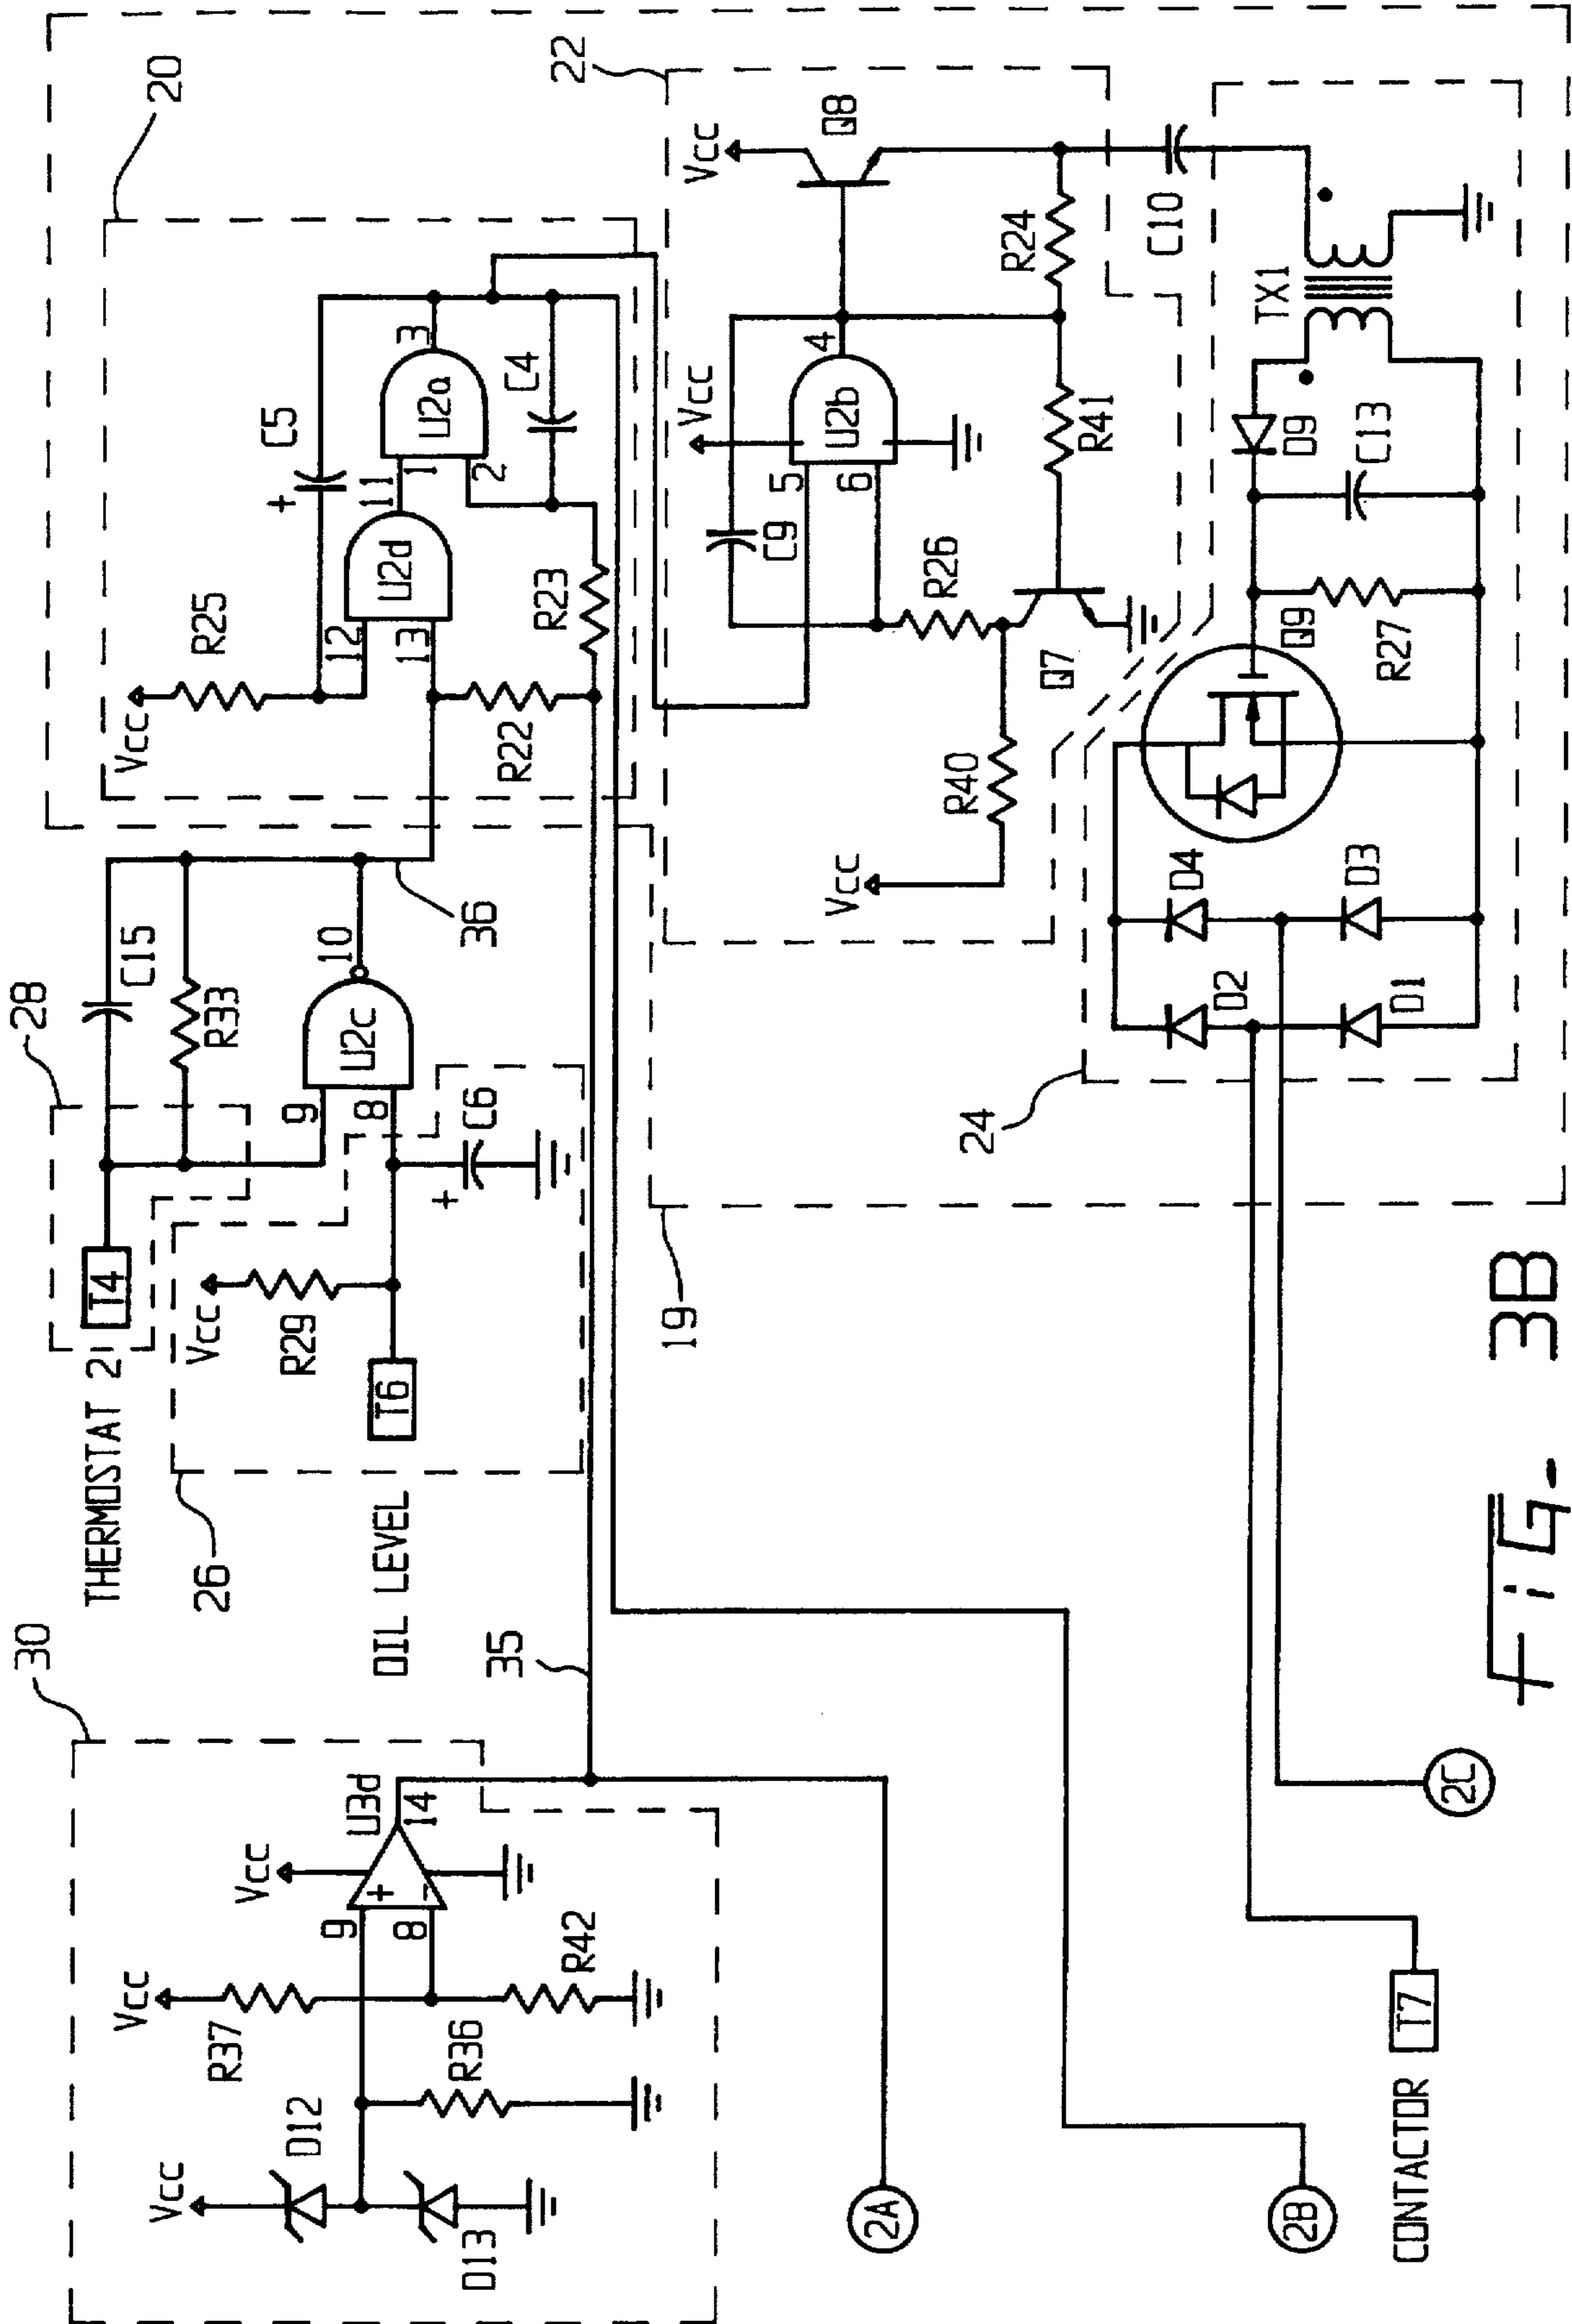 30
Vcc
D12
D13
R37
Vcc
R36
R42
9
8
+
-
Vcc
U3d
14
35
THERMOSTAT 2
T4
28
C15
R33
9
8
U2c
10
36
26
OIL LEVEL
T6
Vcc
R29
+
C6
20
Vcc
R25
12
13
U2d
11
R22
R23
+
C5
1
2
U2a
3
C4
22
Vcc
R40
Q7
R26
C9
5
6
U2b
4
Vcc
R41
R24
Vcc
Q8
C10
19
24
D2
D1
D4
D3
Q9
R27
D9
C13
TX1
2A
2B
CONTACTOR T7
2C
FiG. 3B